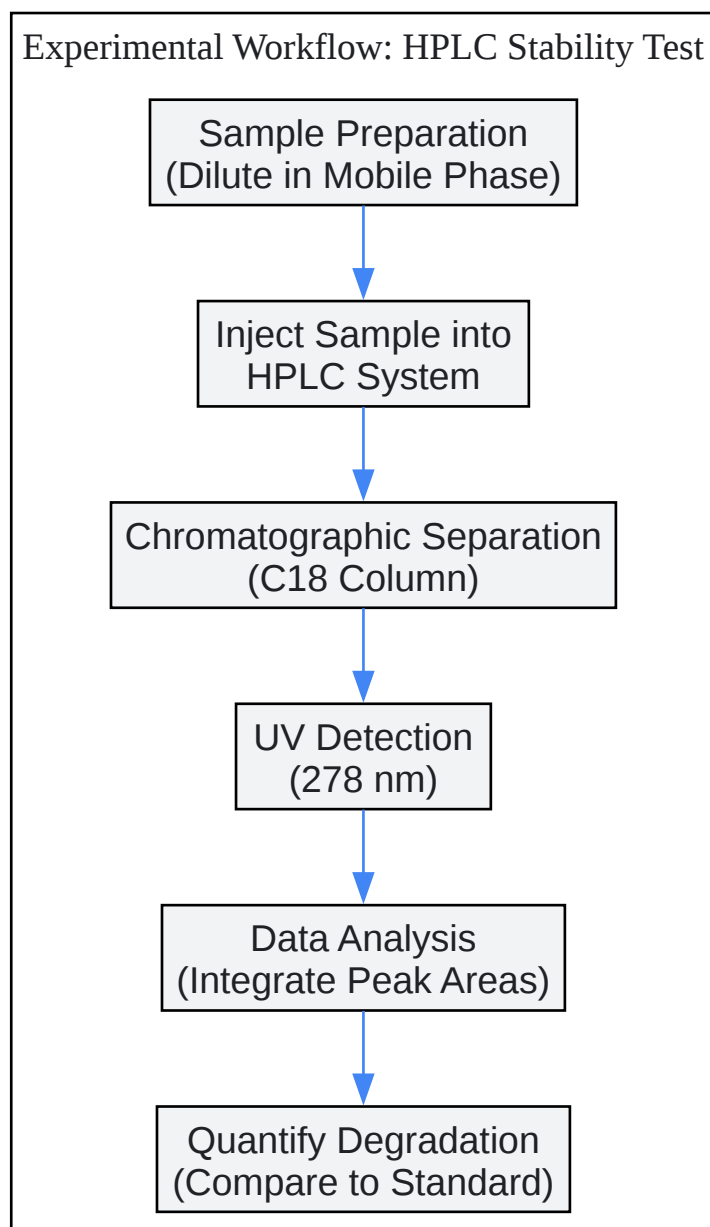 Experimental Workflow: HPLC Stability Test
Sample Preparation
(Dilute in Mobile Phase)
Inject Sample into
HPLC System
Chromatographic Separation
(C18 Column)
UV Detection
(278 nm)
Data Analysis
(Integrate Peak Areas)
Quantify Degradation
(Compare to Standard)